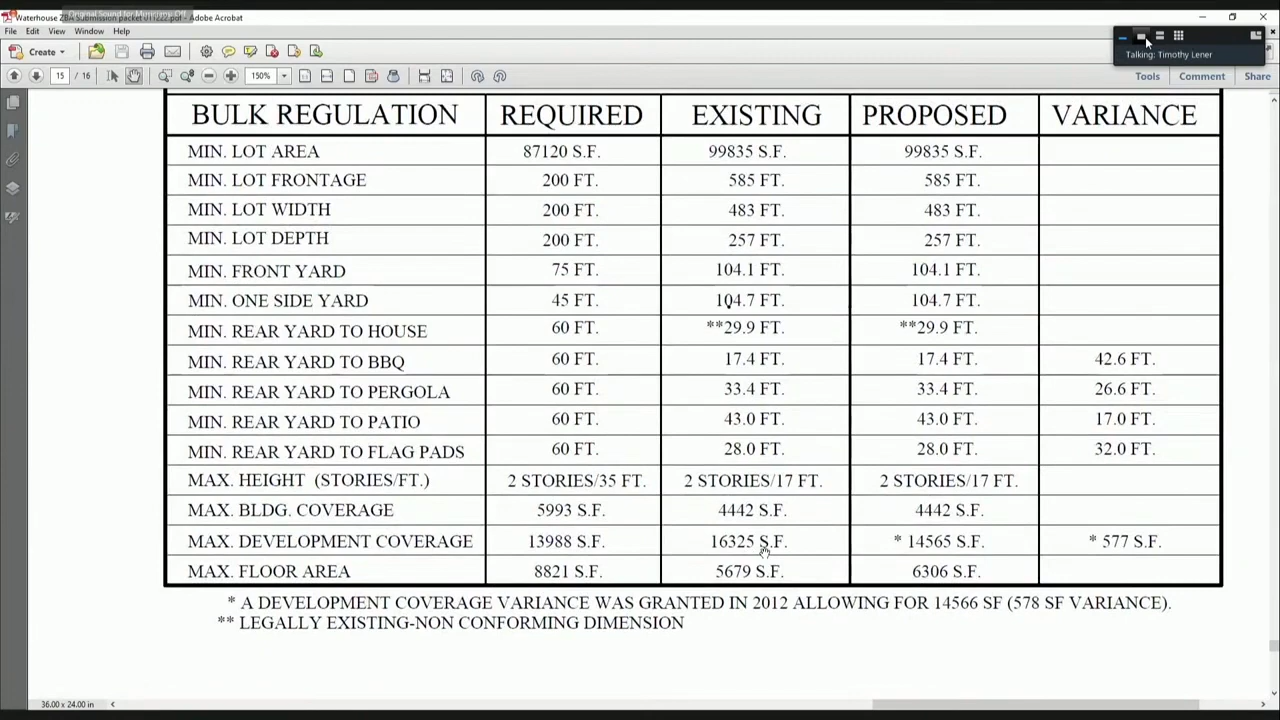 Waterhouse ZBA Submission packet 011222.pdf - Adobe Acrobat
File Edit View Window Help
Create
Talking: Timothy Lener
15 / 16 150% Tools Comment Share
BULK REGULATION REQUIRED EXISTING PROPOSED VARIANCE
MIN. LOT AREA 87120 S.F. 99835 S.F. 99835 S.F.
MIN. LOT FRONTAGE 200 FT. 585 FT. 585 FT.
MIN. LOT WIDTH 200 FT. 483 FT. 483 FT.
MIN. LOT DEPTH 200 FT. 257 FT. 257 FT.
MIN. FRONT YARD 75 FT. 104.1 FT. 104.1 FT.
MIN. ONE SIDE YARD 45 FT. 104.7 FT. 104.7 FT.
MIN. REAR YARD TO HOUSE 60 FT. **29.9 FT. **29.9 FT.
MIN. REAR YARD TO BBQ 60 FT. 17.4 FT. 17.4 FT. 42.6 FT.
MIN. REAR YARD TO PERGOLA 60 FT. 33.4 FT. 33.4 FT. 26.6 FT.
MIN. REAR YARD TO PATIO 60 FT. 43.0 FT. 43.0 FT. 17.0 FT.
MIN. REAR YARD TO FLAG PADS 60 FT. 28.0 FT. 28.0 FT. 32.0 FT.
MAX. HEIGHT (STORIES/FT.) 2 STORIES/35 FT. 2 STORIES/17 FT. 2 STORIES/17 FT.
MAX. BLDG. COVERAGE 5993 S.F. 4442 S.F. 4442 S.F.
MAX. DEVELOPMENT COVERAGE 13988 S.F. 16325 S.F. * 14565 S.F. * 577 S.F.
MAX. FLOOR AREA 8821 S.F. 5679 S.F. 6306 S.F.
* A DEVELOPMENT COVERAGE VARIANCE WAS GRANTED IN 2012 ALLOWING FOR 14566 SF (578 SF VARIANCE).
** LEGALLY EXISTING-NON CONFORMING DIMENSION
36.00 x 24.00 in